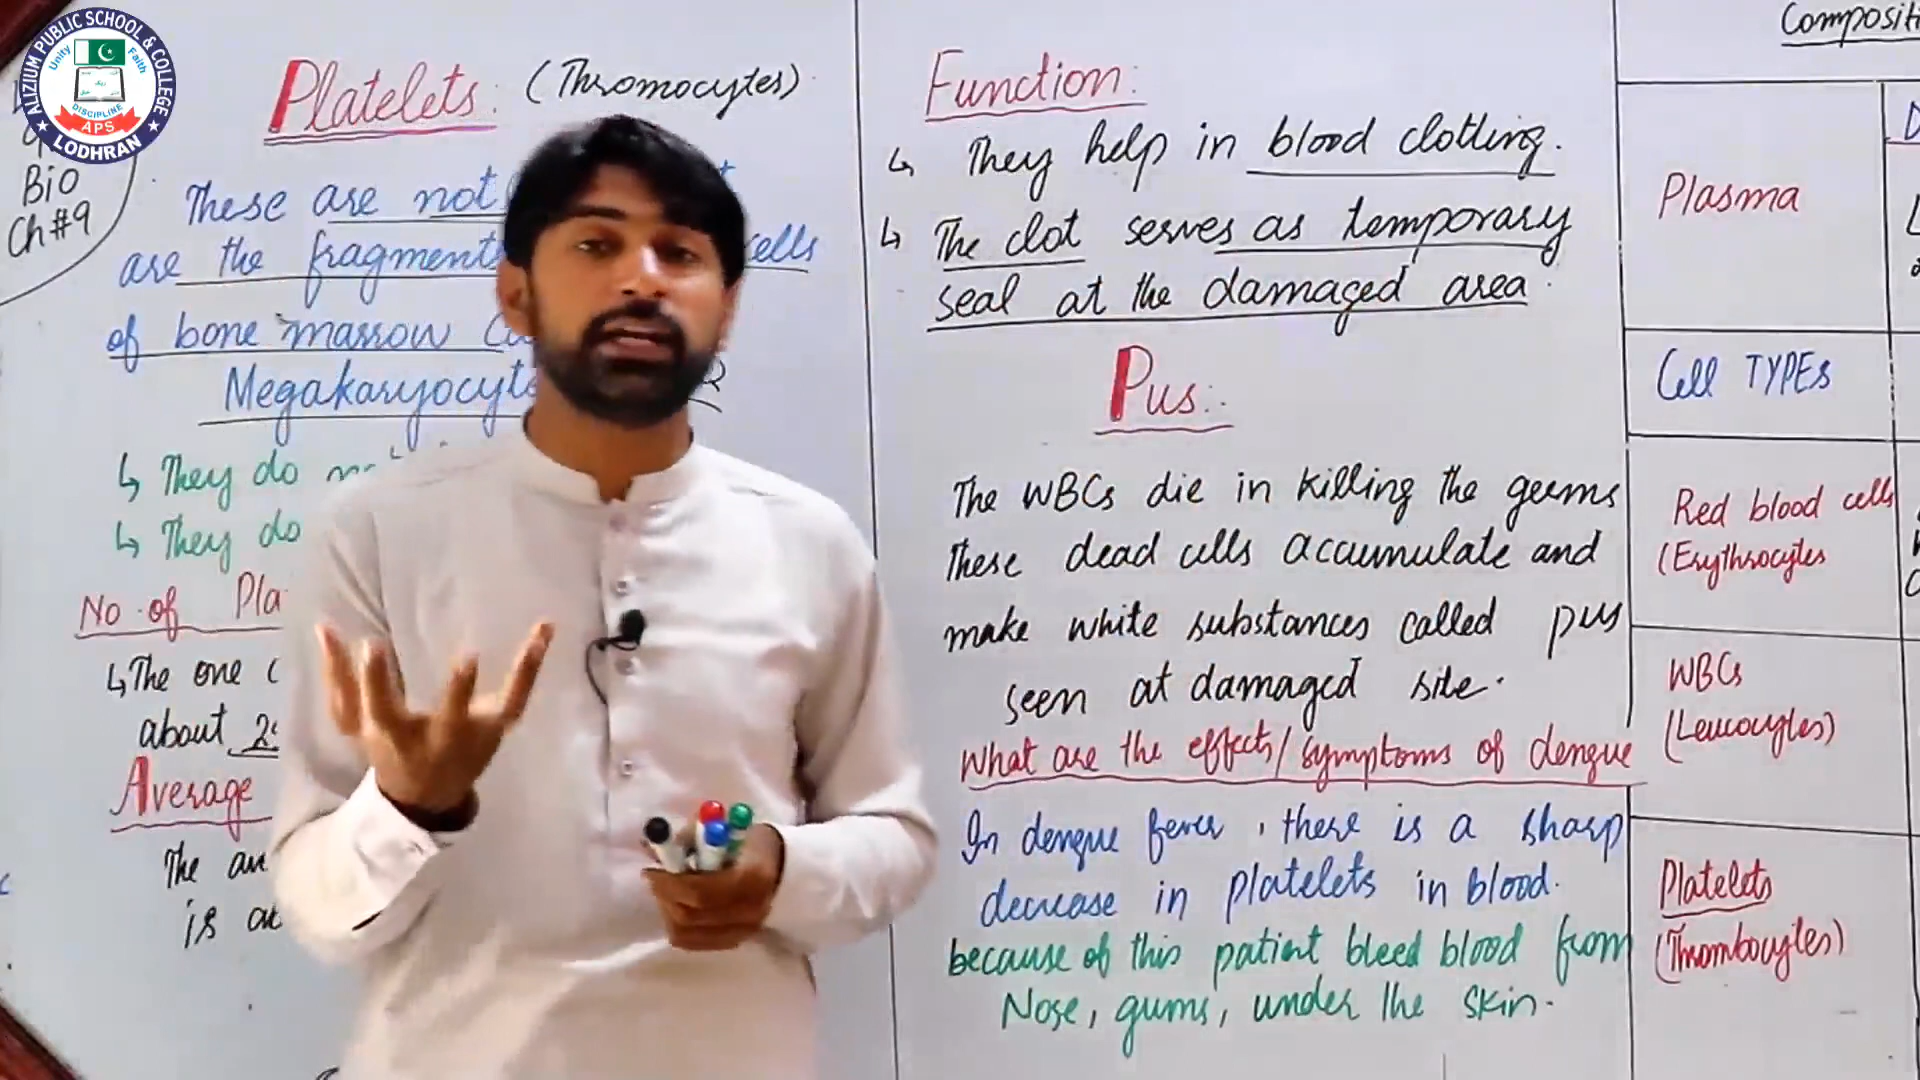 ALIZIUM PUBLIC SCHOOL & COLLEGE
Unity
Faith
DISCIPLINE
APS
LODHRAN
Bio
Ch#9
Platelets: (Thromocytes)
These are not
are the fragments cells
of bone marrow
Megakaryocyte
↳ They do
↳ They do
No. of Pla
↳ The one
about
Average
The
is
Function:
↳ They help in blood clotting.
↳ The clot serves as temporary
seal at the damaged area.
Pus:
The WBCs die in killing the germs
These dead cells accumulate and
make white substances called pus
seen at damaged site.
What are the effects/symptoms of dengue
In dengue fever, there is a sharp
decrease in platelets in blood.
because of this patient bleed blood from
Nose, gums, under the skin.
Compositi
Plasma
Cell TYPES
Red blood cells
(Erythrocytes
WBCs
(Leucocytes)
Platelets
(Thrombocytes)